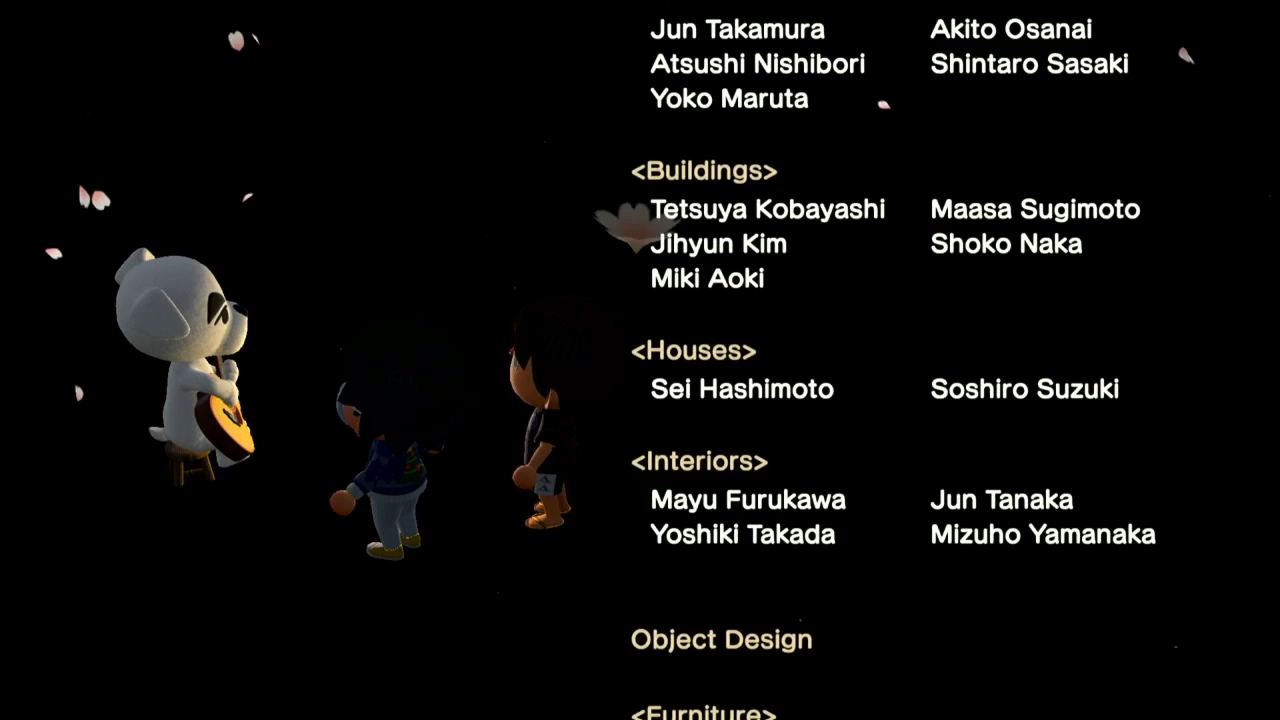 Jun Takamura Akito Osanai
Atsushi Nishibori Shintaro Sasaki
Yoko Maruta
<Buildings>
Tetsuya Kobayashi Maasa Sugimoto
Jihyun Kim Shoko Naka
Miki Aoki
<Houses>
Sei Hashimoto Soshiro Suzuki
<Interiors>
Mayu Furukawa Jun Tanaka
Yoshiki Takada Mizuho Yamanaka
Object Design
<Furniture>